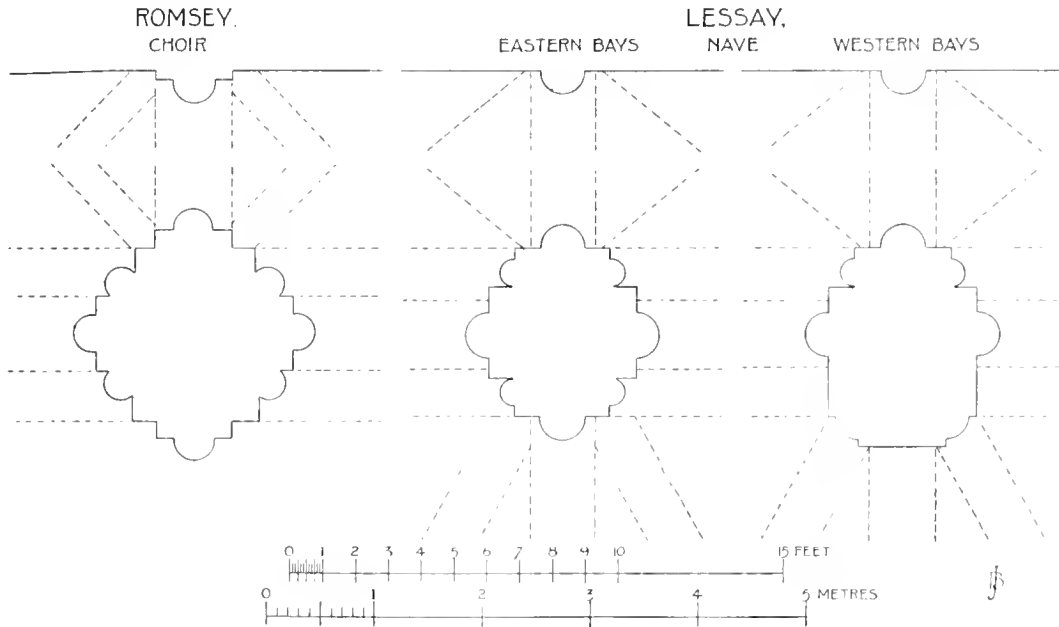 ROMSEY.
CHOIR
LESSAY,
EASTERN BAYS NAVE WESTERN BAYS
0 1 2 3 4 5 6 7 8 9 10 15 FEET
0 1 2 3 4 5 METRES